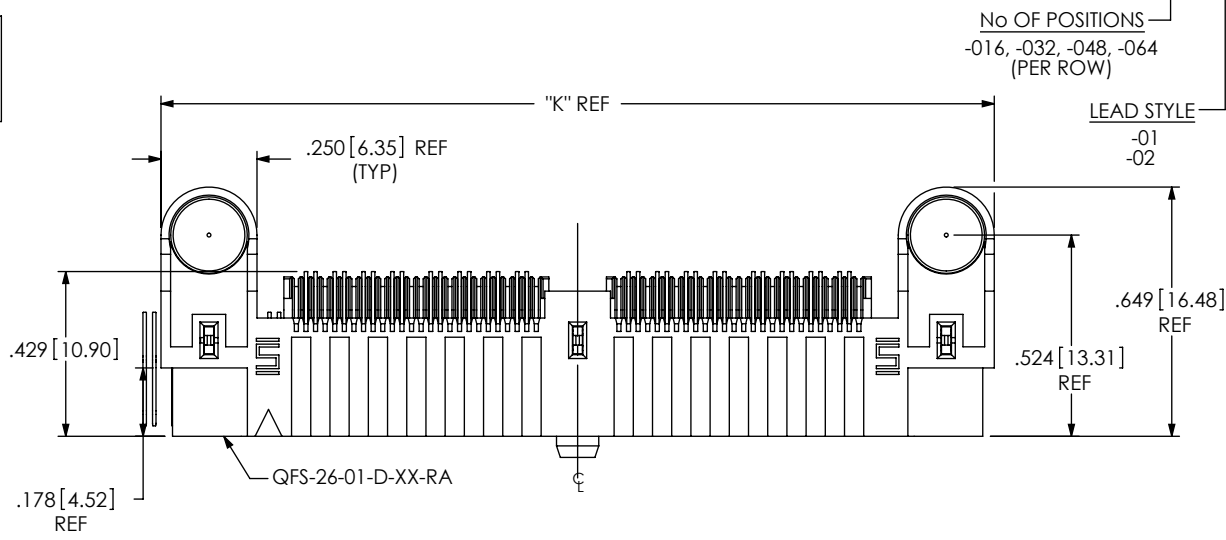 No OF POSITIONS
-016, -032, -048, -064
(PER ROW)
"K" REF
LEAD STYLE
-01
-02
.250[6.35] REF
(TYP)
.649[16.48]
REF
.429[10.90]
.524[13.31]
REF
QFS-26-01-D-XX-RA
CL
.178[4.52]
REF